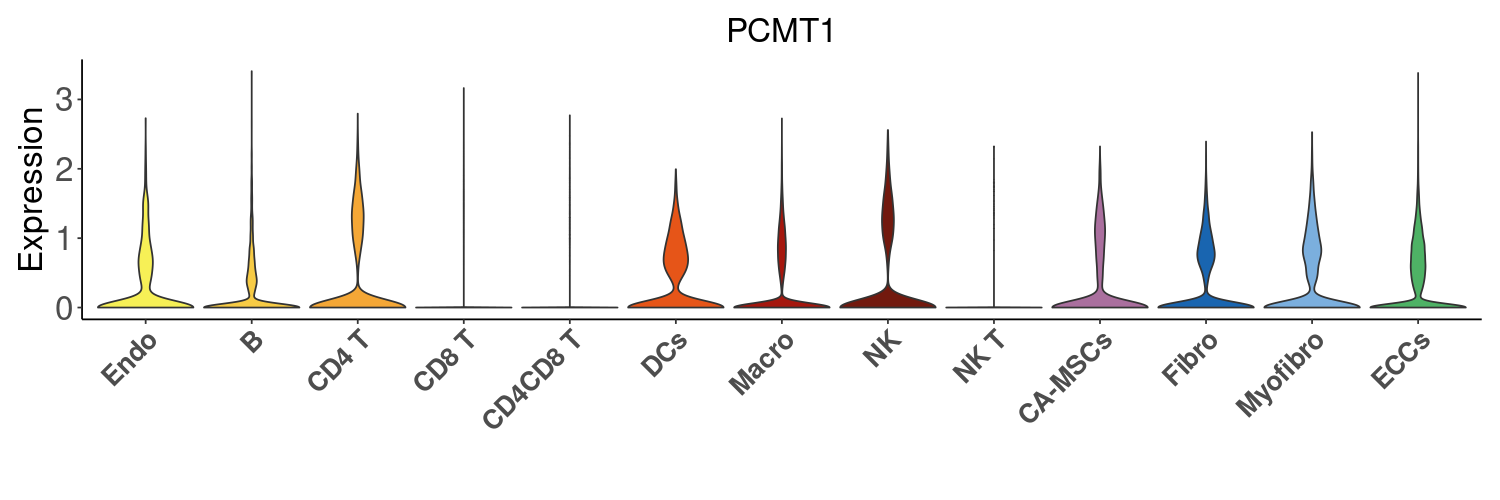 PCMT1
Expression
3
2
1
0
Endo
B
CD4 T
CD8 T
CD4CD8 T
DCs
Macro
NK
NK T
CA-MSCs
Fibro
Myofibro
ECCs